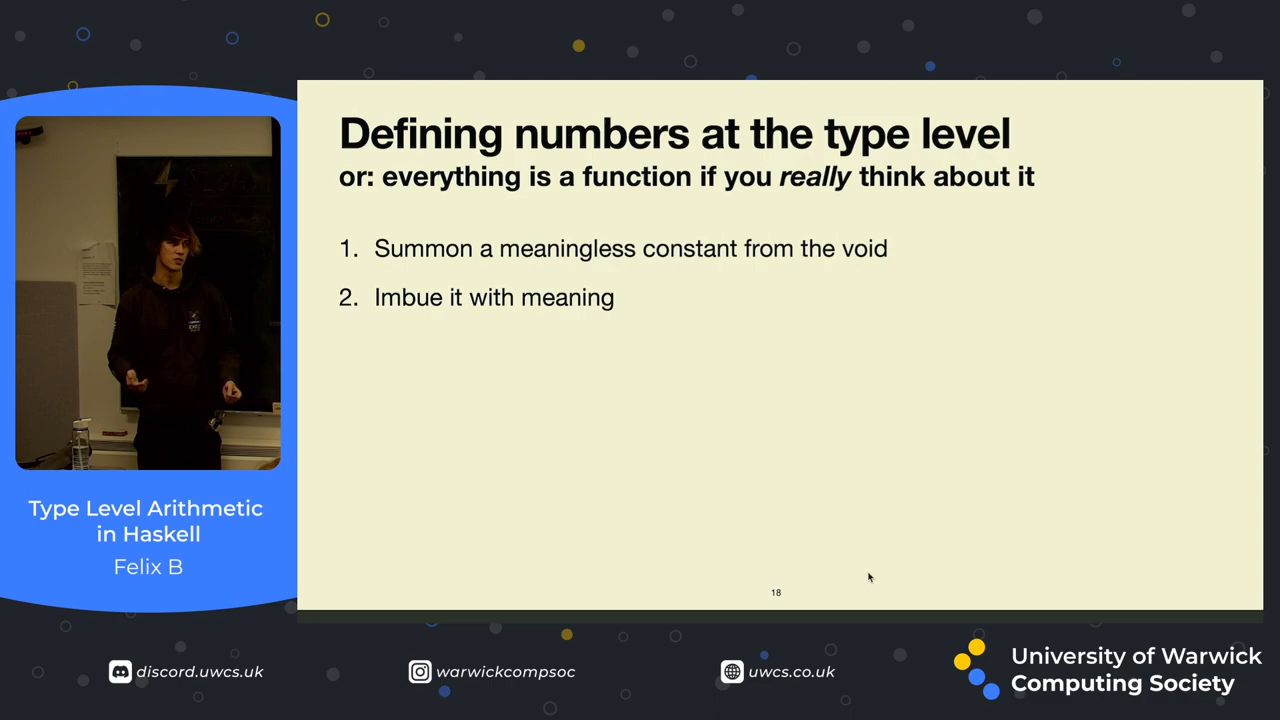 Defining numbers at the type level
or: everything is a function if you really think about it
1. Summon a meaningless constant from the void
2. Imbue it with meaning
18
Type Level Arithmetic
in Haskell
Felix B
discord.uwcs.uk
warwickcompsoc
uwcs.co.uk
University of Warwick
Computing Society